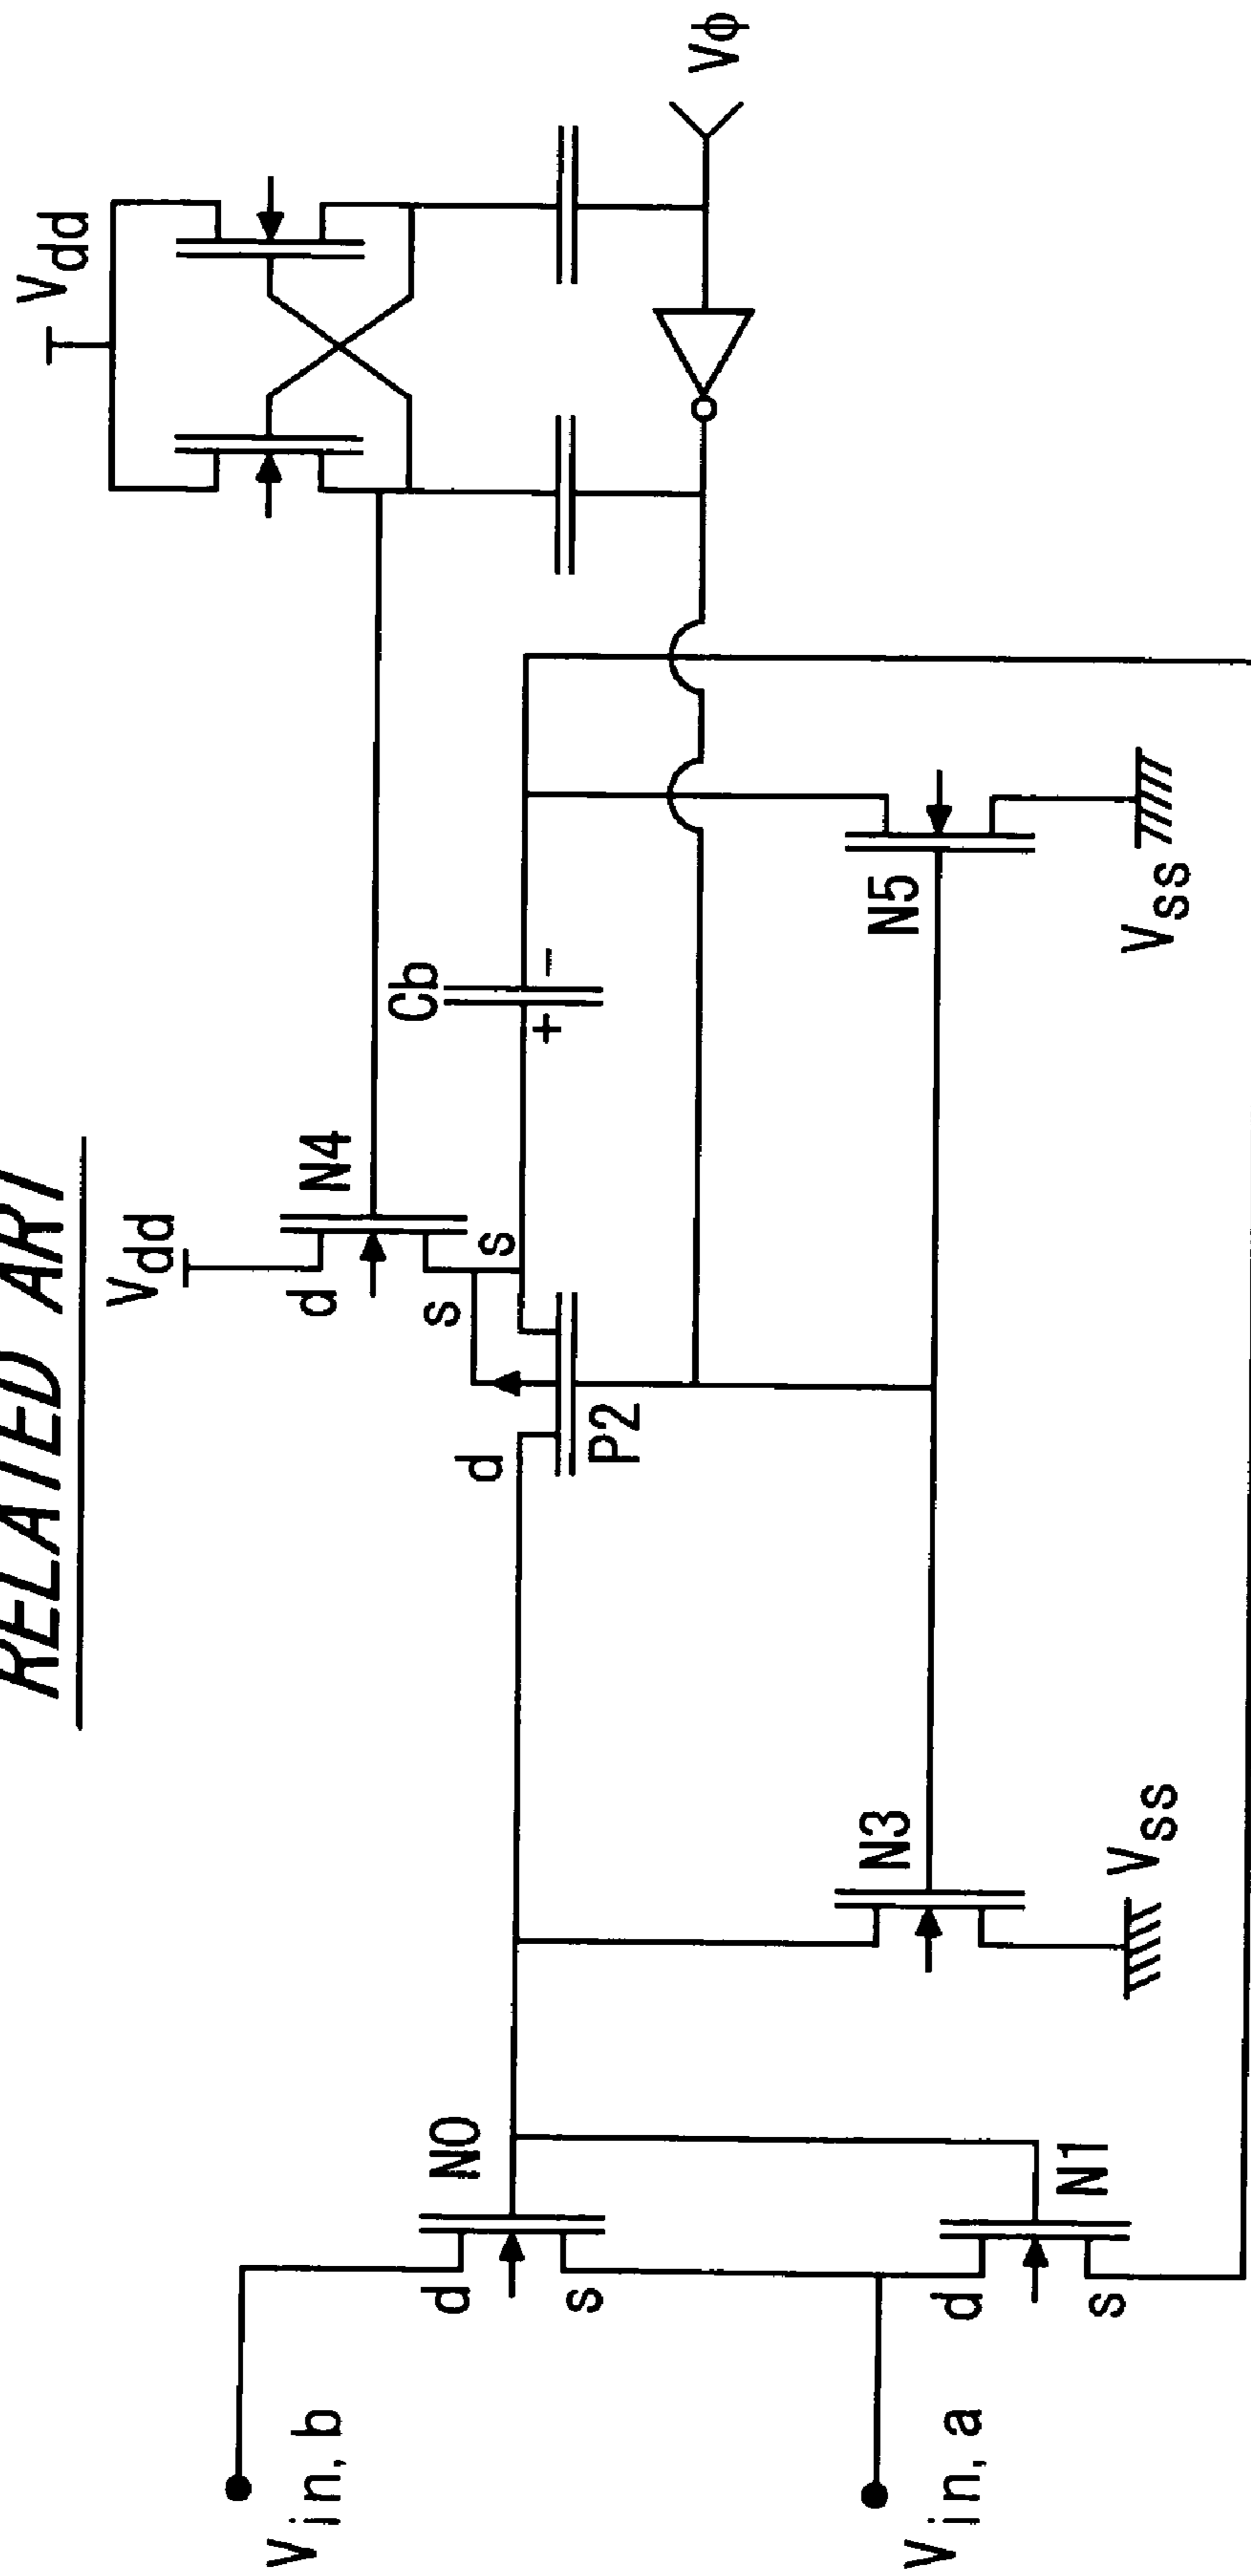 RELATED ART
Vdd
Vdd
d
N4
s
s
Cb
+
−
d
P2
Vϕ
Vin, b
d
N0
s
N3
Vss
N5
Vss
Vin, a
d
N1
s